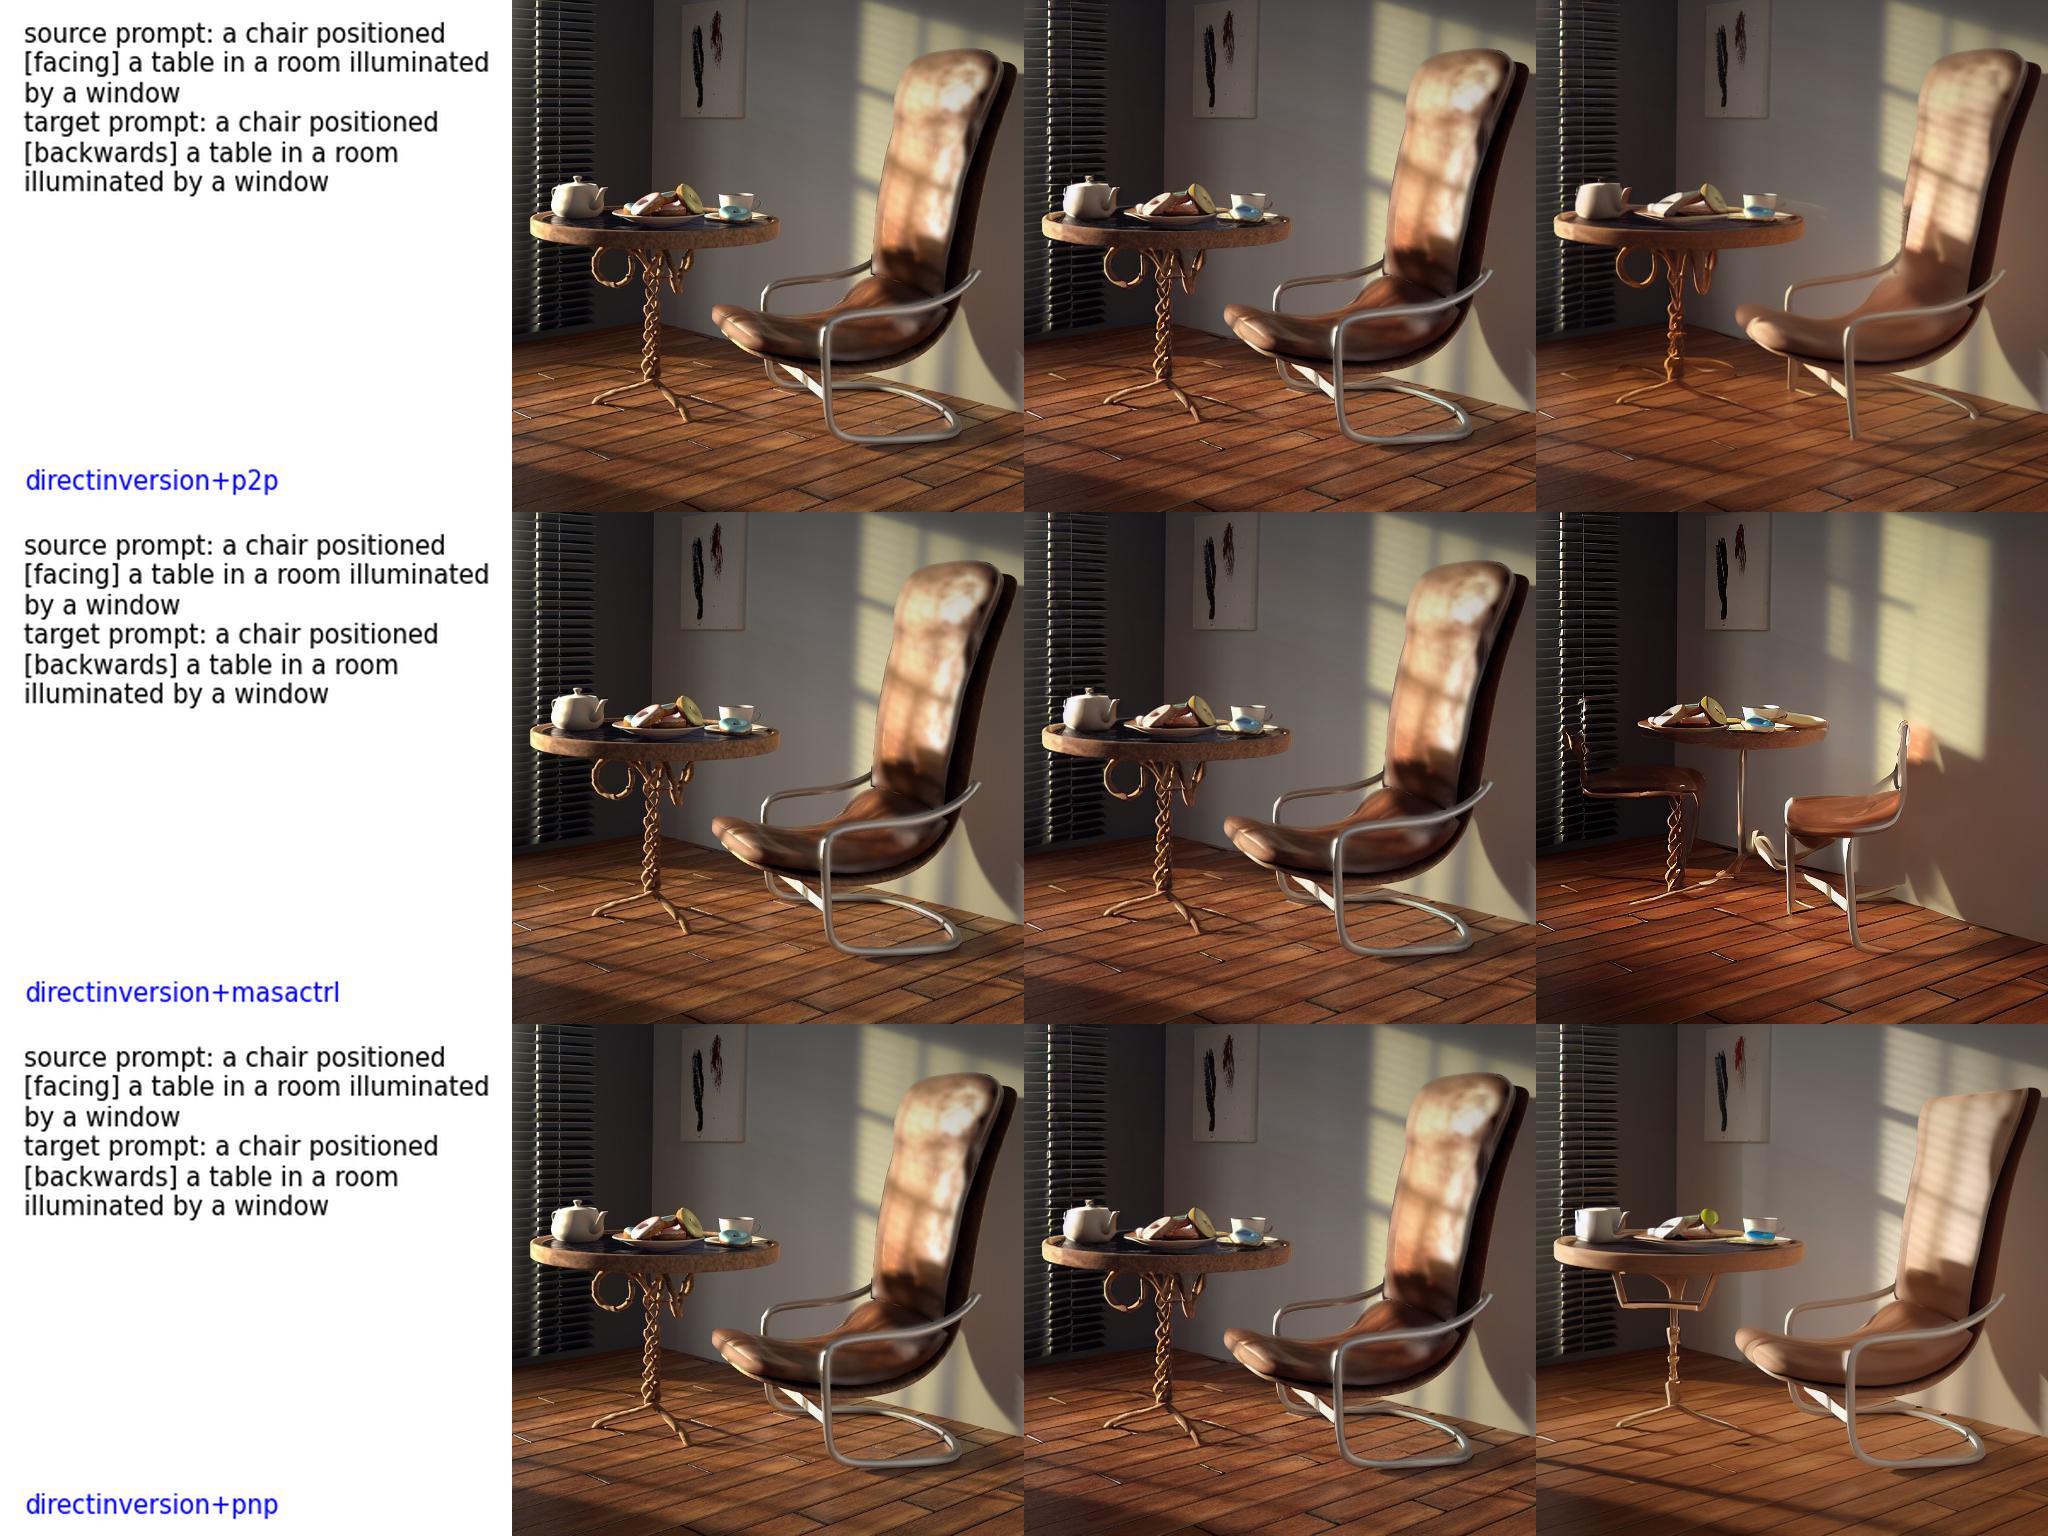 source prompt: a chair positioned
[facing] a table in a room illuminated
by a window
target prompt: a chair positioned
[backwards] a table in a room
illuminated by a window
directinversion+p2p
source prompt: a chair positioned
[facing] a table in a room illuminated
by a window
target prompt: a chair positioned
[backwards] a table in a room
illuminated by a window
directinversion+masactrl
source prompt: a chair positioned
[facing] a table in a room illuminated
by a window
target prompt: a chair positioned
[backwards] a table in a room
illuminated by a window
directinversion+pnp